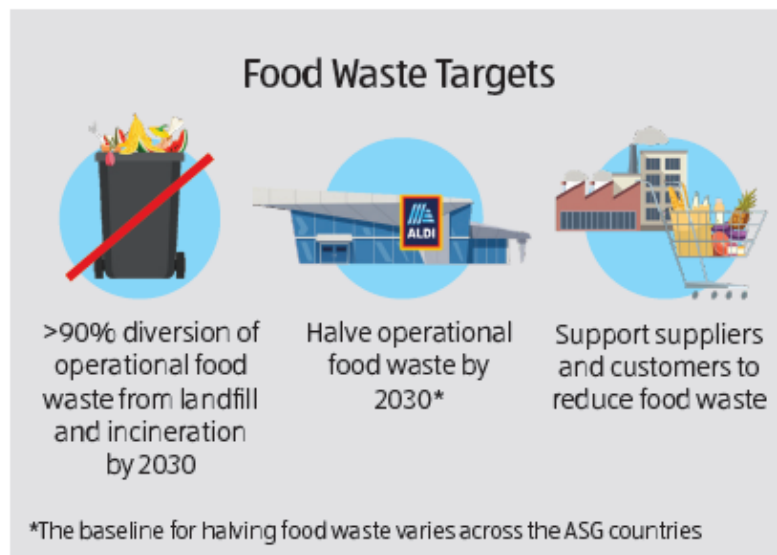 Food Waste Targets
ALDI
>90% diversion of
operational food
waste from landfill
and incineration
by 2030
Halve operational
food waste by
2030*
Support suppliers
and customers to
reduce food waste
*The baseline for halving food waste varies across the ASG countries